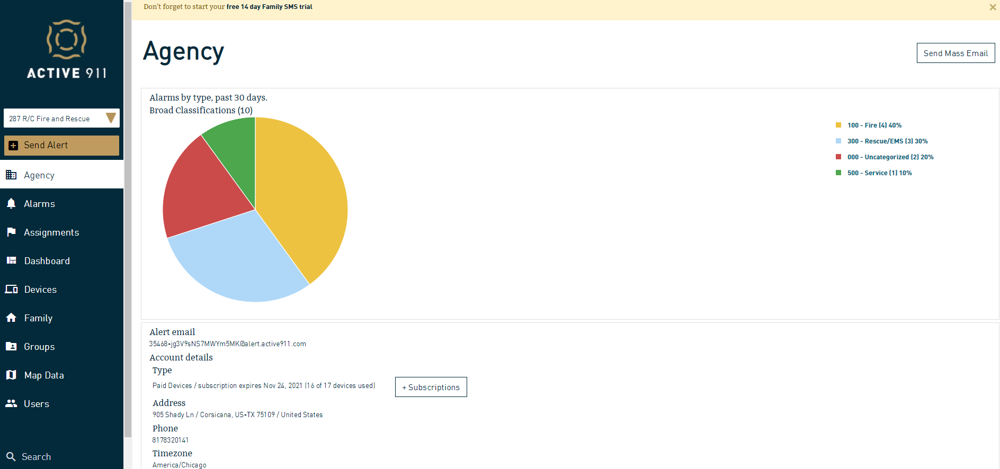 Don't forget to start your free 14 day Family SMS trial
ACTIVE 911
287 R/C Fire and Rescue
Send Alert
Agency
Alarms
Assignments
Dashboard
Devices
Family
Groups
Map Data
Users
Search
Agency
Send Mass Email
Alarms by type, past 30 days.
Broad Classifications (10)
100 - Fire (4) 40%
300 - Rescue/EMS (3) 30%
000 - Uncategorized (2) 20%
500 - Service (1) 10%
Alert email
35468-jg3V9sNS7MWYm5MK@alert.active911.com
Account details
Type
Paid Devices / subscription expires Nov 24, 2021 (16 of 17 devices used)
+ Subscriptions
Address
905 Shady Ln / Corsicana, US-TX 75109 / United States
Phone
8178320141
Timezone
America/Chicago